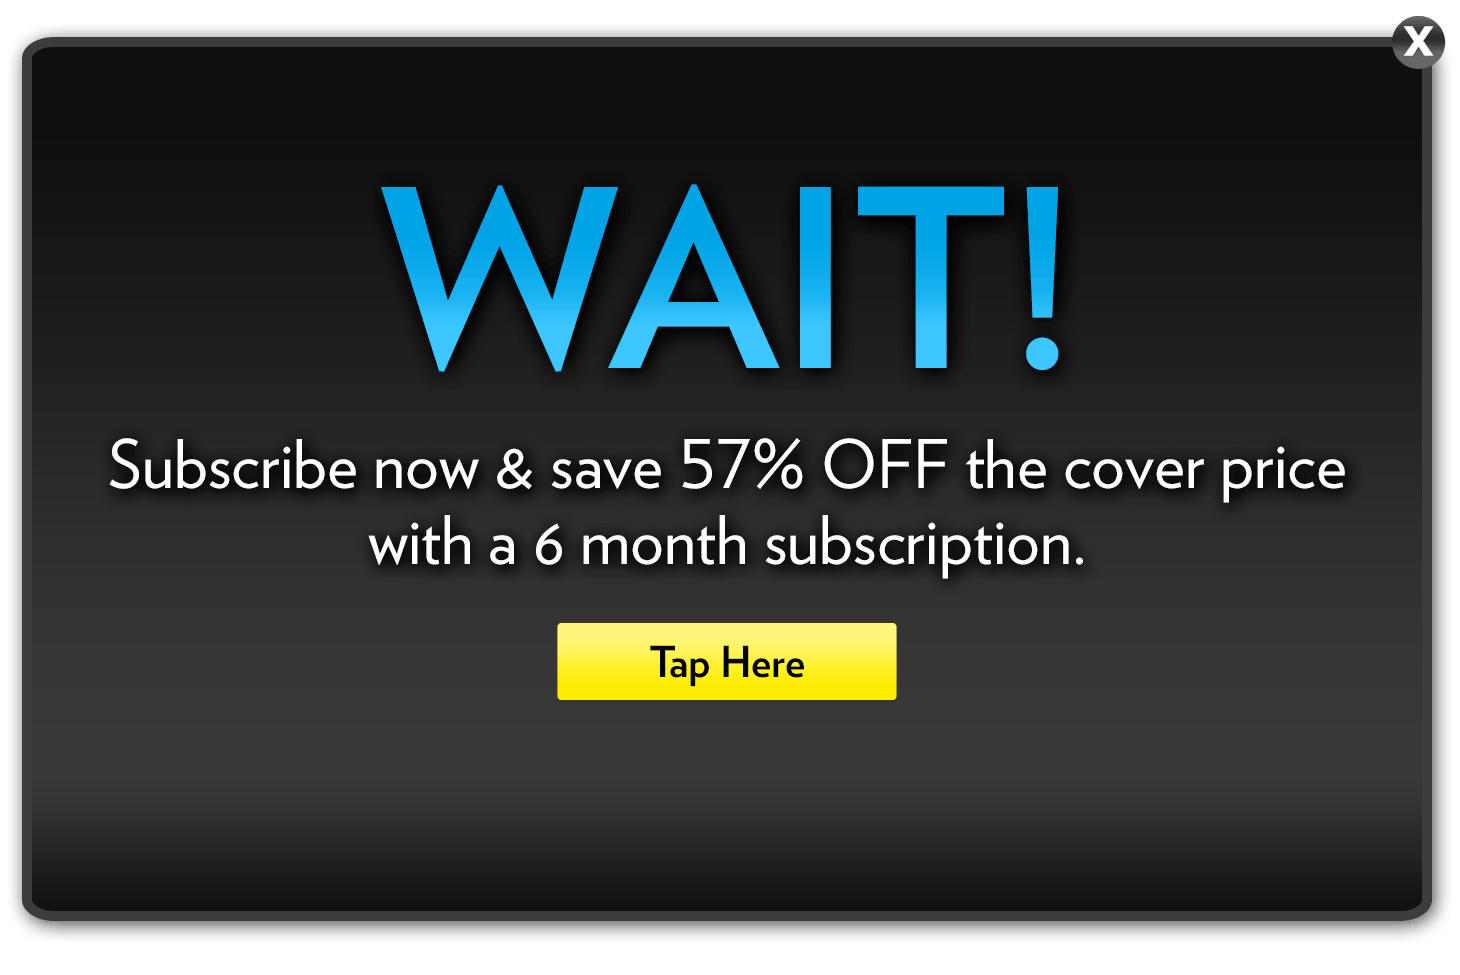 X
WAIT!
Subscribe now & save 57% OFF the cover price
with a 6 month subscription.
Tap Here